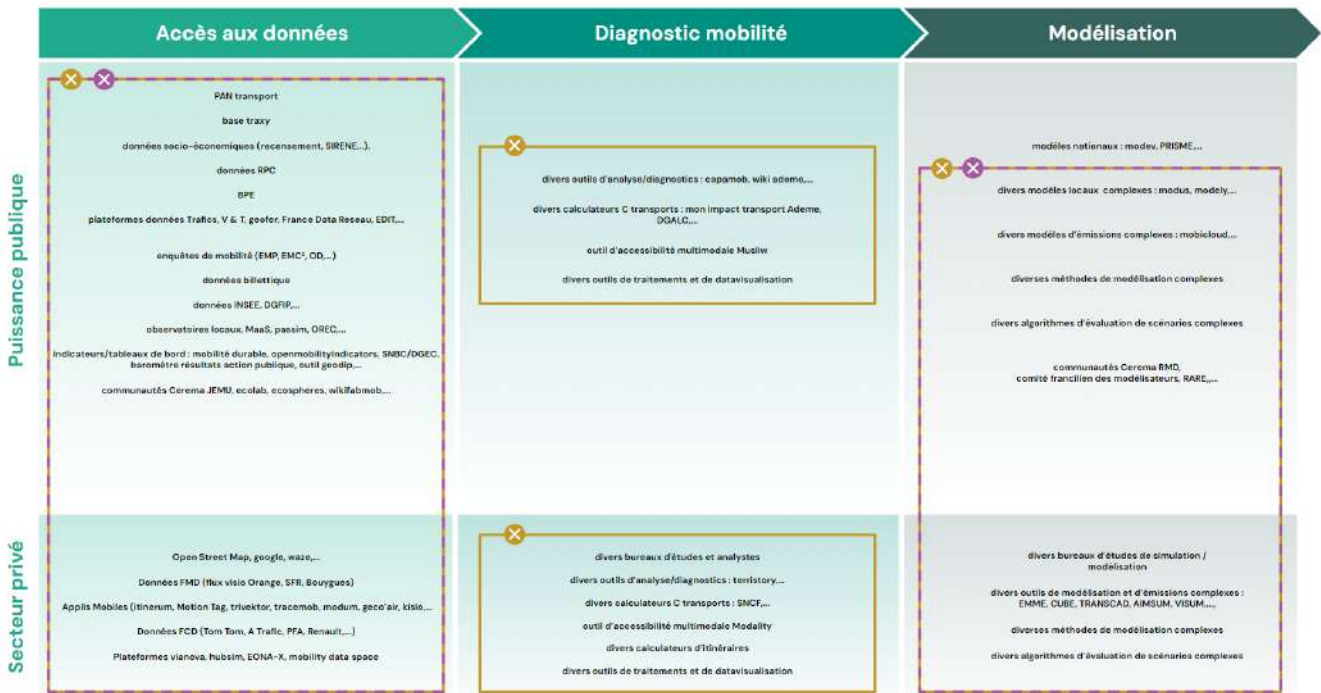 Accès aux données
Diagnostic mobilité
Modélisation
Puissance publique
PAN transport
base traxy
données socio-économiques (recensement, SIRENE,..).
données RPC
BPE
plateformes données Trafics, V & T, geofer, France Data Reseau, EDIT,...
enquêtes de mobilité (EMP, EMC², OD,...)
données billettique
données INSEE, DGFIP,...
observatoires locaux, MaaS, passim, OREC,...
indicateurs/tableaux de bord : mobilité durable, openmobilityindicators, SNBC/DGEC,
baromètre résultats action publique, outil geodip,...
communautés Cerema JEMU, ecolab, ecospheres, wikifabmob,...
divers outils d'analyse/diagnostics : capamob, wiki ademe,...
divers calculateurs C transports : mon impact transport Ademe,
DGALC,...
outil d'accessibilité multimodale Musliw
divers outils de traitements et de datavisualisation
modèles nationaux : modev, PRISME,...
divers modèles locaux complexes : modus, modely,...
divers modèles d'émissions complexes : mobicloud,...
diverses méthodes de modélisation complexes
divers algorithmes d'évaluation de scénarios complexes
communautés Cerema RMD,
comité francilien des modélisateurs, RARE,,...
Secteur privé
Open Street Map, google, waze,...
Données FMD (flux visio Orange, SFR, Bouygues)
Applis Mobiles (itinerum, Motion Tag, trivektor, tracemob, modum, geco'air, kisio,...
Données FCD (Tom Tom, A Trafic, PFA, Renault,...)
Plateformes vianova, hubsim, EONA-X, mobility data space
divers bureaux d'études et analystes
divers outils d'analyse/diagnostics : terristory,...
divers calculateurs C transports : SNCF,...
outil d'accessibilité multimodale Modality
divers calculateurs d'itinéraires
divers outils de traitements et de datavisualisation
divers bureaux d'études de simulation /
modélisation
divers outils de modélisation et d'émissions complexes :
EMME, CUBE, TRANSCAD, AIMSUM, VISUM,...,
diverses méthodes de modélisation complexes
divers algorithmes d'évaluation de scénarios complexes